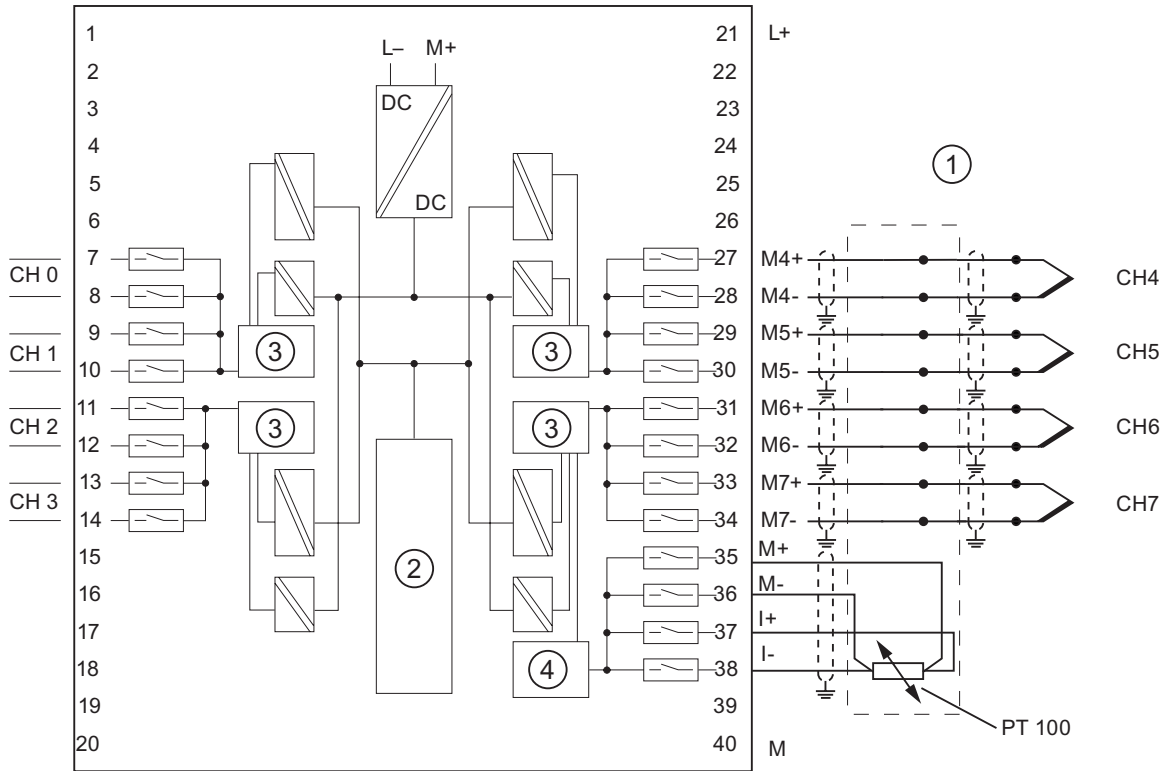 1
2
3
4
5
6
7
8
9
10
11
12
13
14
15
16
17
18
19
20
CH 0
CH 1
CH 2
CH 3
L– M+
DC
DC
3
3
3
3
2
4
21 L+
22
23
24
25
26
27 M4+
28 M4-
29 M5+
30 M5-
31 M6+
32 M6-
33 M7+
34 M7-
35 M+
36 M-
37 I+
38 I-
39
40 M
1
CH4
CH5
CH6
CH7
PT 100